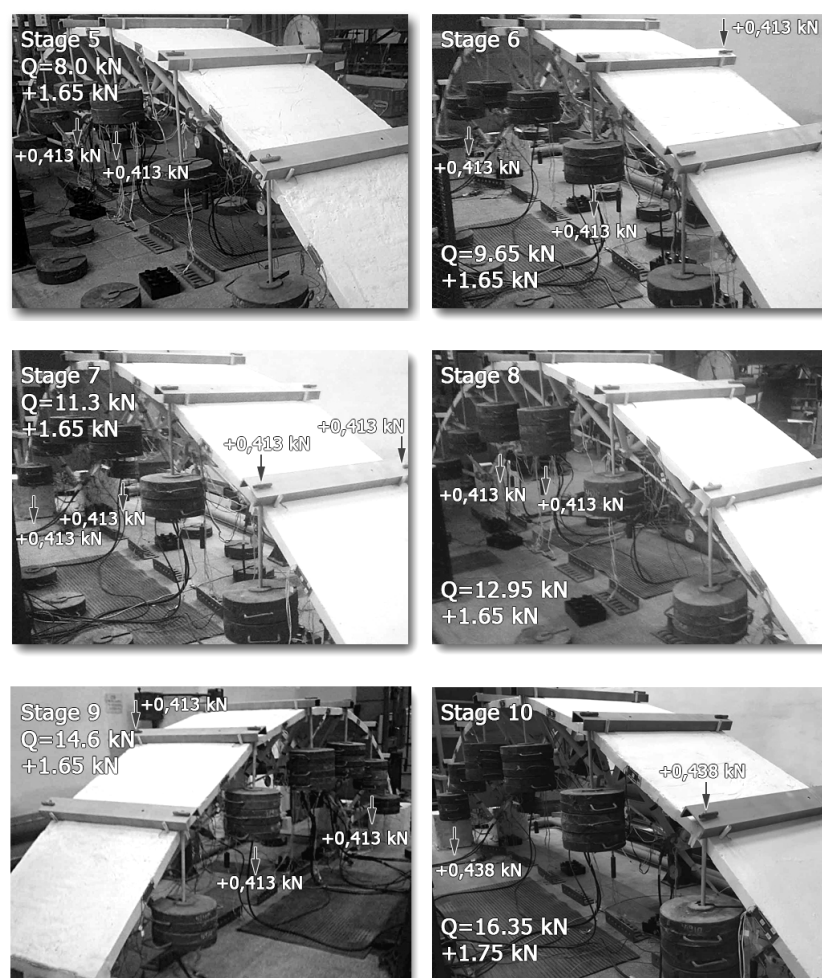 Stage 5
Q=8.0 kN
+1.65 kN
+0,413 kN
+0,413 kN
Stage 6
+0,413 kN
+0,413 kN
+0,413 kN
Q=9.65 kN
+1.65 kN
Stage 7
Q=11.3 kN
+1.65 kN
+0,413 kN
+0,413 kN
+0,413 kN
+0,413 kN
Stage 8
+0,413 kN
+0,413 kN
Q=12.95 kN
+1.65 kN
Stage 9
+0,413 kN
Q=14.6 kN
+1.65 kN
+0,413 kN
+0,413 kN
Stage 10
+0,438 kN
+0,438 kN
Q=16.35 kN
+1.75 kN